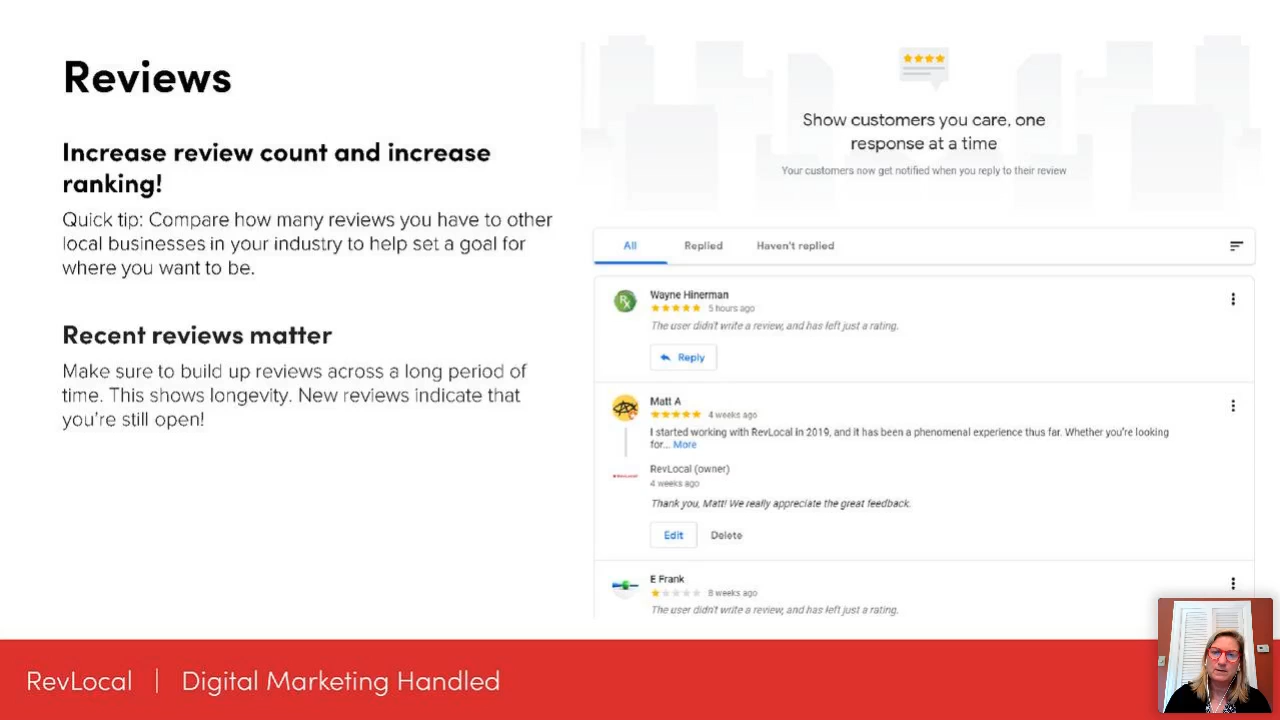 Reviews
Increase review count and increase
ranking!
Quick tip: Compare how many reviews you have to other
local businesses in your industry to help set a goal for
where you want to be.
Recent reviews matter
Make sure to build up reviews across a long period of
time. This shows longevity. New reviews indicate that
you're still open!
Show customers you care, one
response at a time
Your customers now get notified when you reply to their review
All Replied Haven't replied
Wayne Hinerman
5 hours ago
The user didn't write a review, and has left just a rating.
Reply
Matt A
4 weeks ago
I started working with RevLocal in 2019, and it has been a phenomenal experience thus far. Whether you're looking
for... More
RevLocal (owner)
4 weeks ago
Thank you, Matt! We really appreciate the great feedback.
Edit Delete
E Frank
8 weeks ago
The user didn't write a review, and has left just a rating.
RevLocal | Digital Marketing Handled